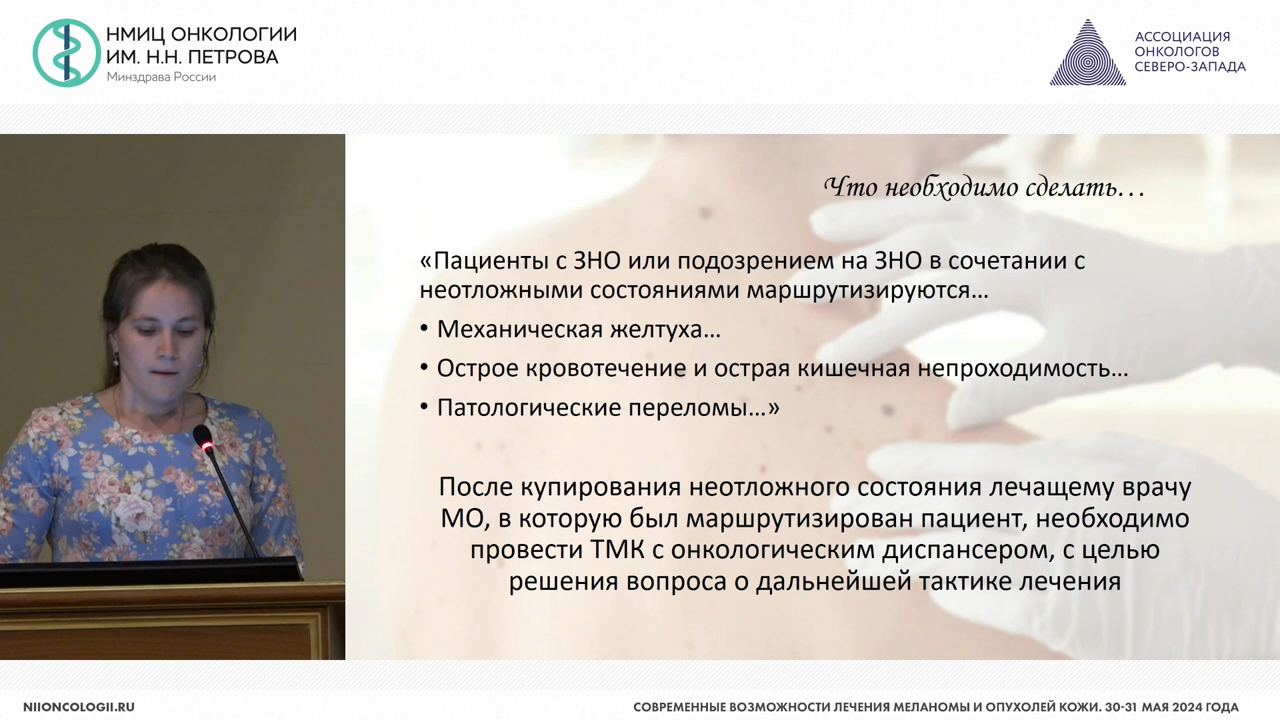 НМИЦ ОНКОЛОГИИ
ИМ. Н.Н. ПЕТРОВА
Минздрава России
АССОЦИАЦИЯ
ОНКОЛОГОВ
СЕВЕРО-ЗАПАДА
Что необходимо сделать…
«Пациенты с ЗНО или подозрением на ЗНО в сочетании с
неотложными состояниями маршрутизируются…
• Механическая желтуха…
• Острое кровотечение и острая кишечная непроходимость…
• Патологические переломы…»
После купирования неотложного состояния лечащему врачу
МО, в которую был маршрутизирован пациент, необходимо
провести ТМК с онкологическим диспансером, с целью
решения вопроса о дальнейшей тактике лечения
NIIONCOLOGII.RU
СОВРЕМЕННЫЕ ВОЗМОЖНОСТИ ЛЕЧЕНИЯ МЕЛАНОМЫ И ОПУХОЛЕЙ КОЖИ. 30-31 МАЯ 2024 ГОДА